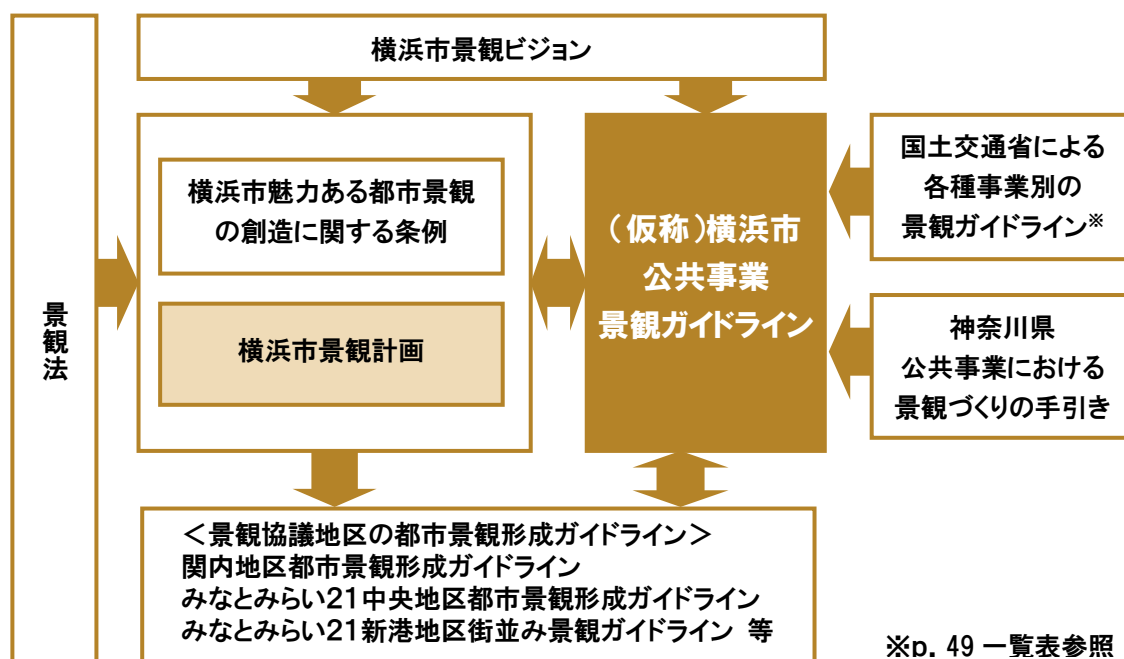 横浜市景観ビジョン
景観法
横浜市魅力ある都市景観
の創造に関する条例
横浜市景観計画
（仮称）横浜市
公共事業
景観ガイドライン
国土交通省による
各種事業別の
景観ガイドライン※
神奈川県
公共事業における
景観づくりの手引き
＜景観協議地区の都市景観形成ガイドライン＞
関内地区都市景観形成ガイドライン
みなとみらい21中央地区都市景観形成ガイドライン
みなとみらい21新港地区街並み景観ガイドライン 等
※p. 49 一覧表参照